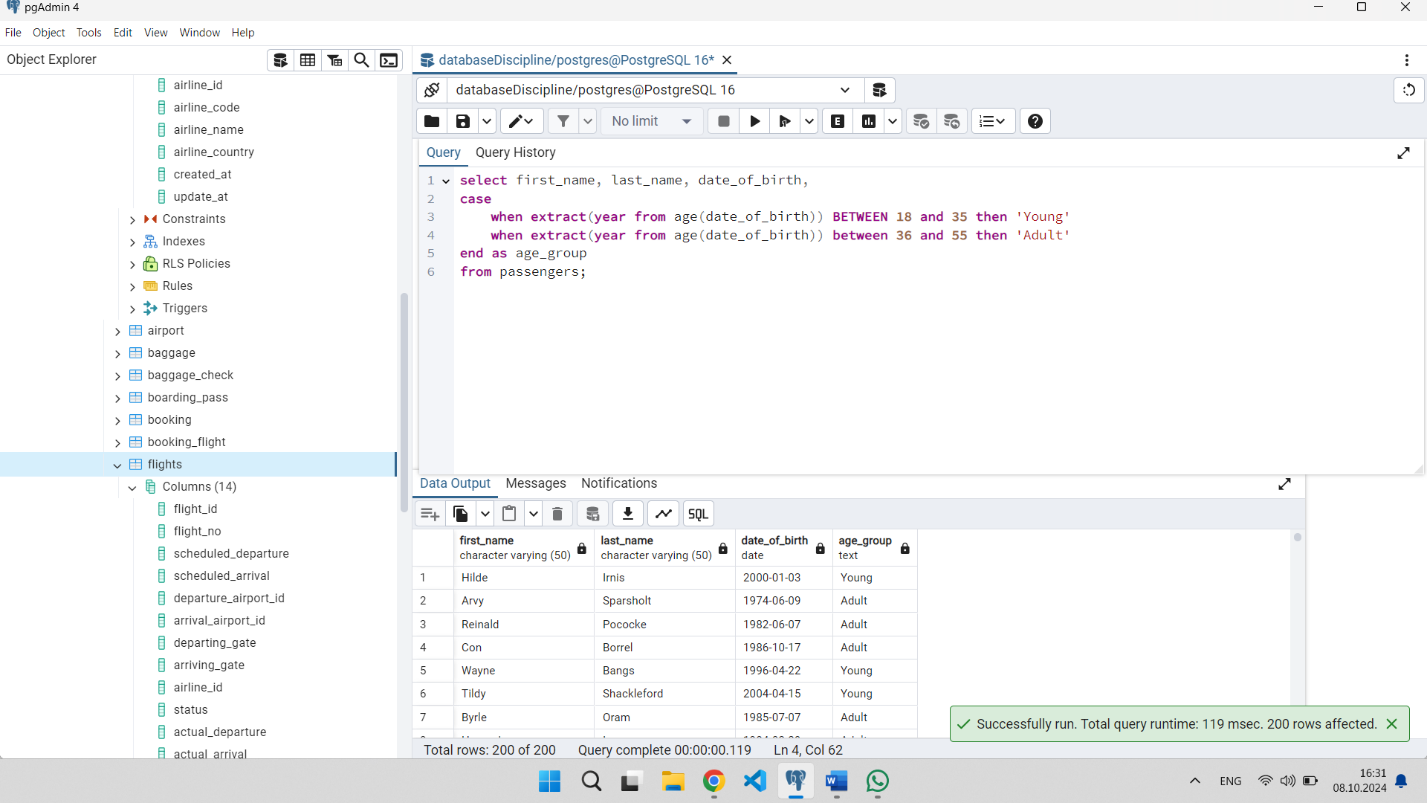 pgAdmin 4
File Object Tools Edit View Window Help
Object Explorer
airline_id
airline_code
airline_name
airline_country
created_at
update_at
Constraints
Indexes
RLS Policies
Rules
Triggers
airport
baggage
baggage_check
boarding_pass
booking
booking_flight
flights
Columns (14)
flight_id
flight_no
scheduled_departure
scheduled_arrival
departure_airport_id
arrival_airport_id
departing_gate
arriving_gate
airline_id
status
actual_departure
actual_arrival
databaseDiscipline/postgres@PostgreSQL 16*
databaseDiscipline/postgres@PostgreSQL 16
No limit
E
Query Query History
1 select first_name, last_name, date_of_birth,
2 case
3 when extract(year from age(date_of_birth)) BETWEEN 18 and 35 then 'Young'
4 when extract(year from age(date_of_birth)) between 36 and 55 then 'Adult'
5 end as age_group
6 from passengers;
Data Output Messages Notifications
SQL
first_name last_name date_of_birth age_group
character varying (50) character varying (50) date text
1 Hilde Irnis 2000-01-03 Young
2 Arvy Sparsholt 1974-06-09 Adult
3 Reinald Pococke 1982-06-07 Adult
4 Con Borrel 1986-10-17 Adult
5 Wayne Bangs 1996-04-22 Young
6 Tildy Shackleford 2004-04-15 Young
7 Byrle Oram 1985-07-07 Adult
Successfully run. Total query runtime: 119 msec. 200 rows affected.
Total rows: 200 of 200 Query complete 00:00:00.119 Ln 4, Col 62
ENG
16:31
08.10.2024